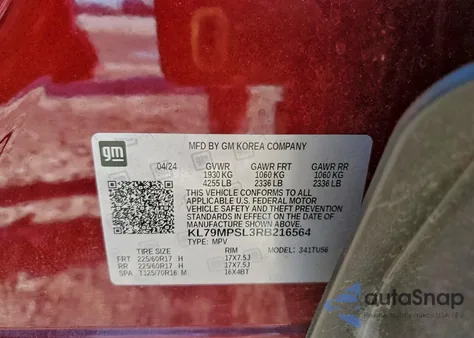 MFD BY GM KOREA COMPANY
gm
04/24 GVWR GAWR FRT GAWR RR
1930 KG 1060 KG 1060 KG
4255 LB 2336 LB 2336 LB
THIS VEHICLE CONFORMS TO ALL
APPLICABLE U.S. FEDERAL MOTOR
VEHICLE SAFETY AND THEFT PREVENTION
STANDARDS IN EFFECT ON THE DATE
OF MANUFACTURE SHOWN ABOVE.
KL79MPSL3RB216564
TYPE: MPV MODEL: 341TU56
TIRE SIZE RIM
FRT 225/60R17 H 17X7.5J
RR 225/60R17 H 17X7.5J
SPA T125/70R16 M 16X4BT
autoSnap